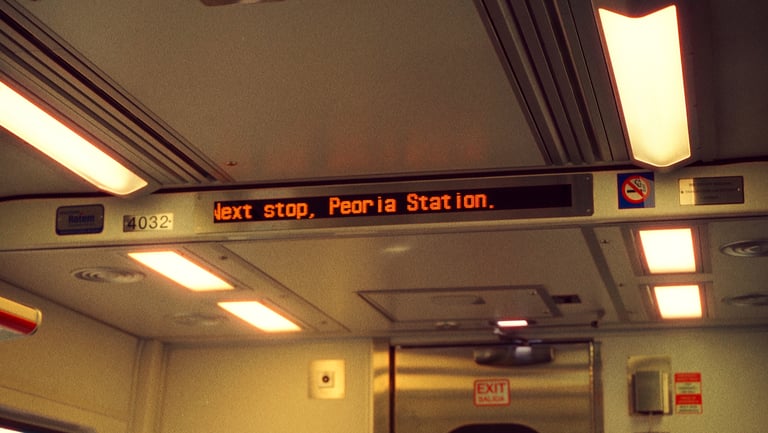 Next stop, Peoria Station.
Rotem
4032
EXIT
SALIDA